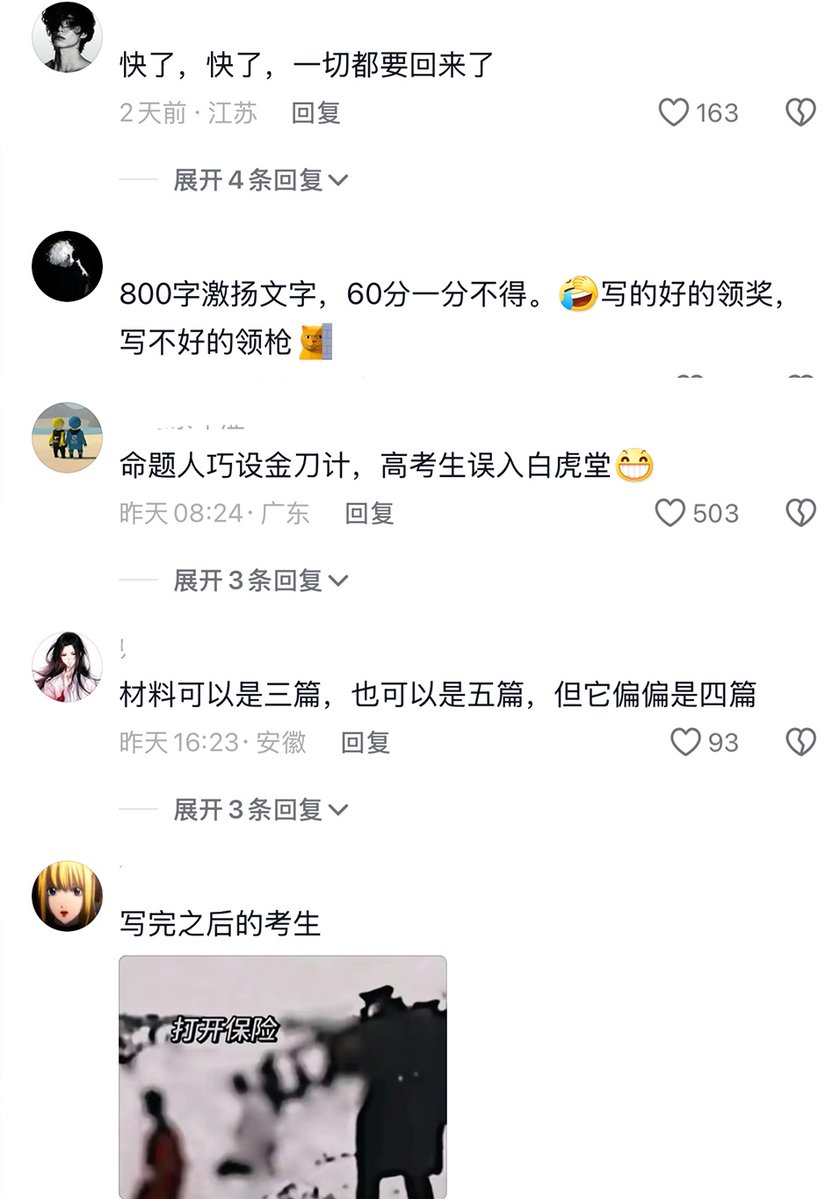 快了，快了，一切都要回来了
2天前·江苏 回复
163
展开4条回复
800字激扬文字，60分一分不得。🤣写的好的领奖，
写不好的领枪
命题人巧设金刀计，高考生误入白虎堂😁
昨天08:24·广东 回复
503
展开3条回复
材料可以是三篇，也可以是五篇，但它偏偏是四篇
昨天16:23·安徽 回复
93
展开3条回复
写完之后的考生
打开保险